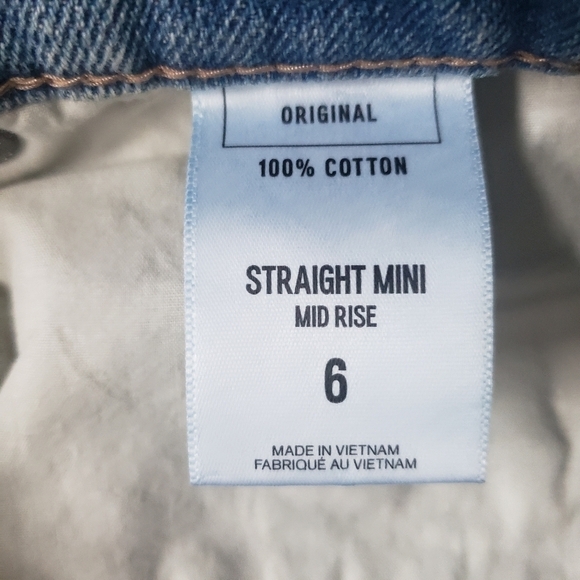 ORIGINAL
100% COTTON
STRAIGHT MINI
MID RISE
6
MADE IN VIETNAM
FABRIQUÉ AU VIETNAM